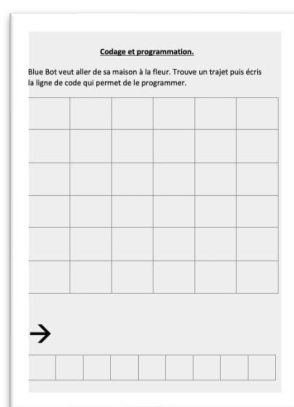 Codage et programmation.
Blue Bot veut aller de sa maison à la fleur. Trouve un trajet puis écris
la ligne de code qui permet de le programmer.